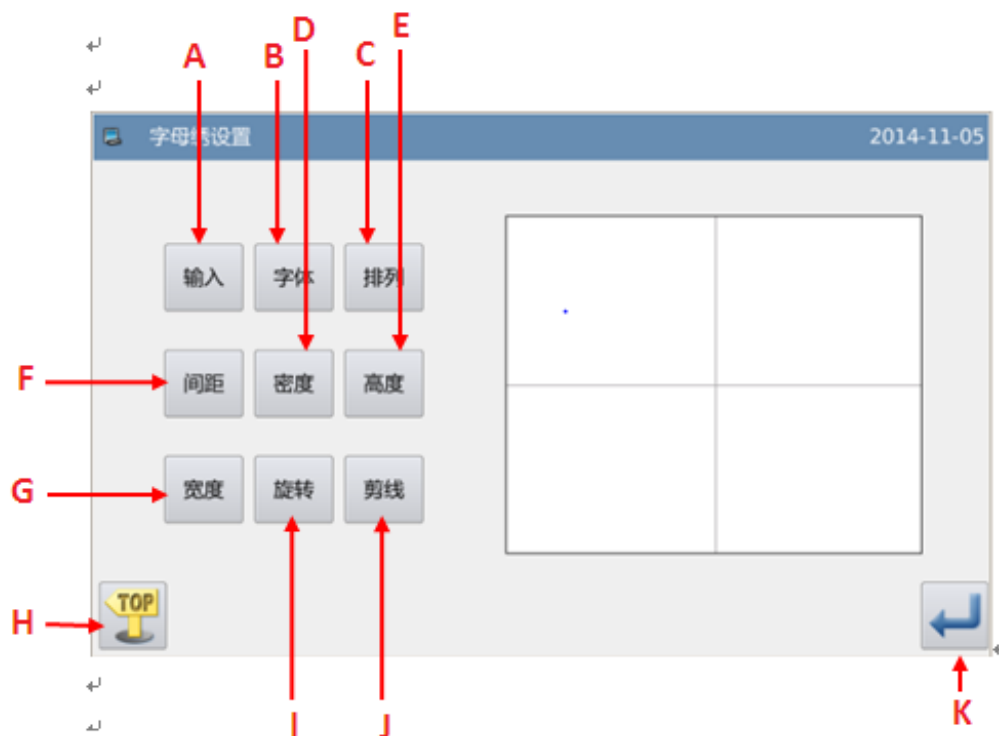 D E
A B C
字母绣设置 2014-11-05
输入 字体 排列
F 间距 密度 高度
G 宽度 旋转 剪线
H TOP
I J K